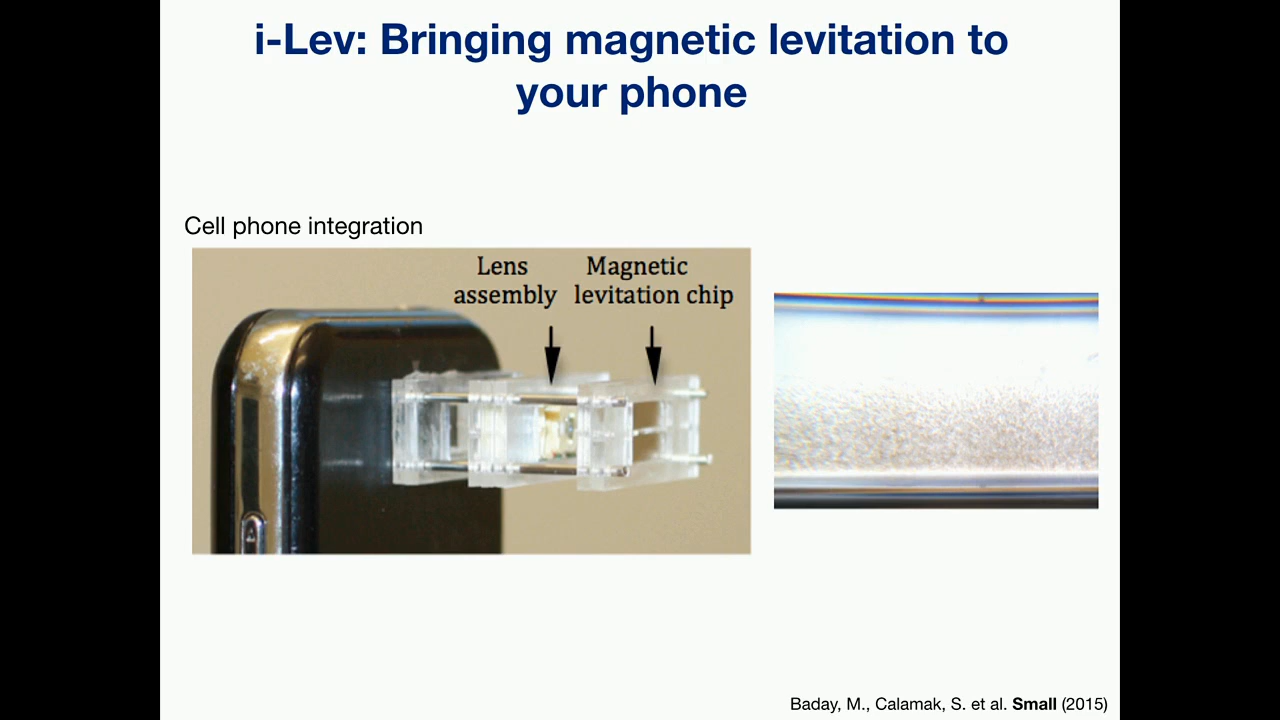 i-Lev: Bringing magnetic levitation to
your phone
Cell phone integration
Lens
assembly
Magnetic
levitation chip
Baday, M., Calamak, S. et al. Small (2015)